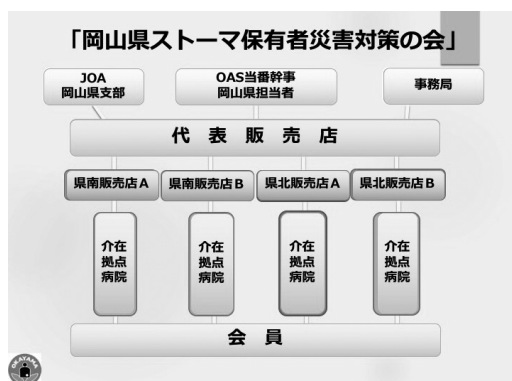 「岡山県ストーマ保有者災害対策の会」
JOA
岡山県支部
OAS当番幹事
岡山県担当者
事務局
代表販売店
県南販売店A
県南販売店B
県北販売店A
県北販売店B
介在
拠点
病院
介在
拠点
病院
介在
拠点
病院
介在
拠点
病院
会員
OKAYAMA